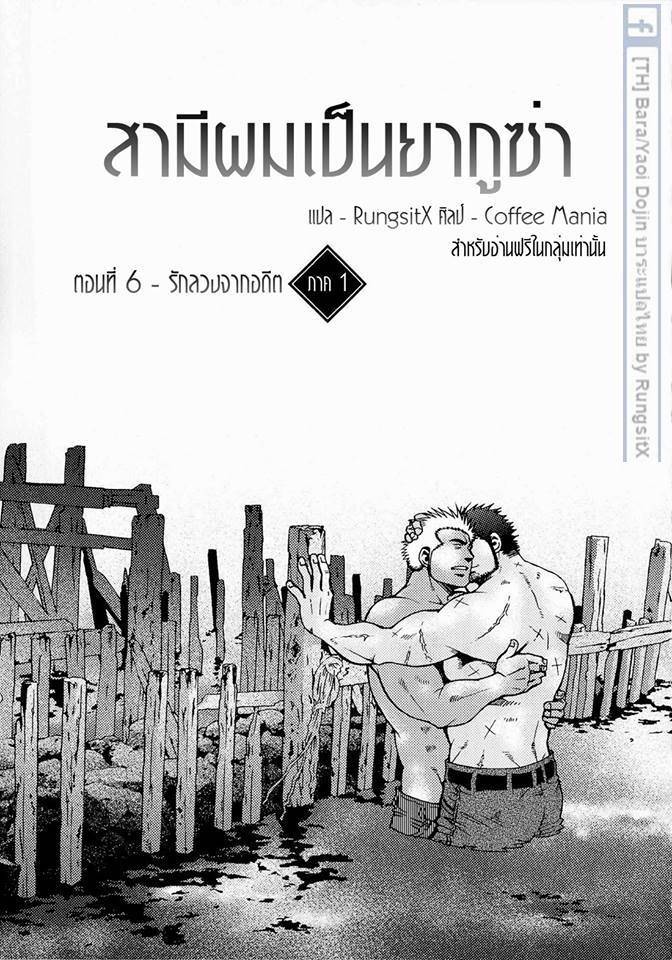 สามีผมเป็นยากูซ่า
แปล - RungsitX ศิลป์ - Coffee Mania
สำหรับอ่านฟรีในกลุ่มเท่านั้น
ตอนที่ 6 - รักลวงจากอดีต ภาค 1
f [TH] Bara/Yaoi Dojin บาระแปลไทย by RungsitX